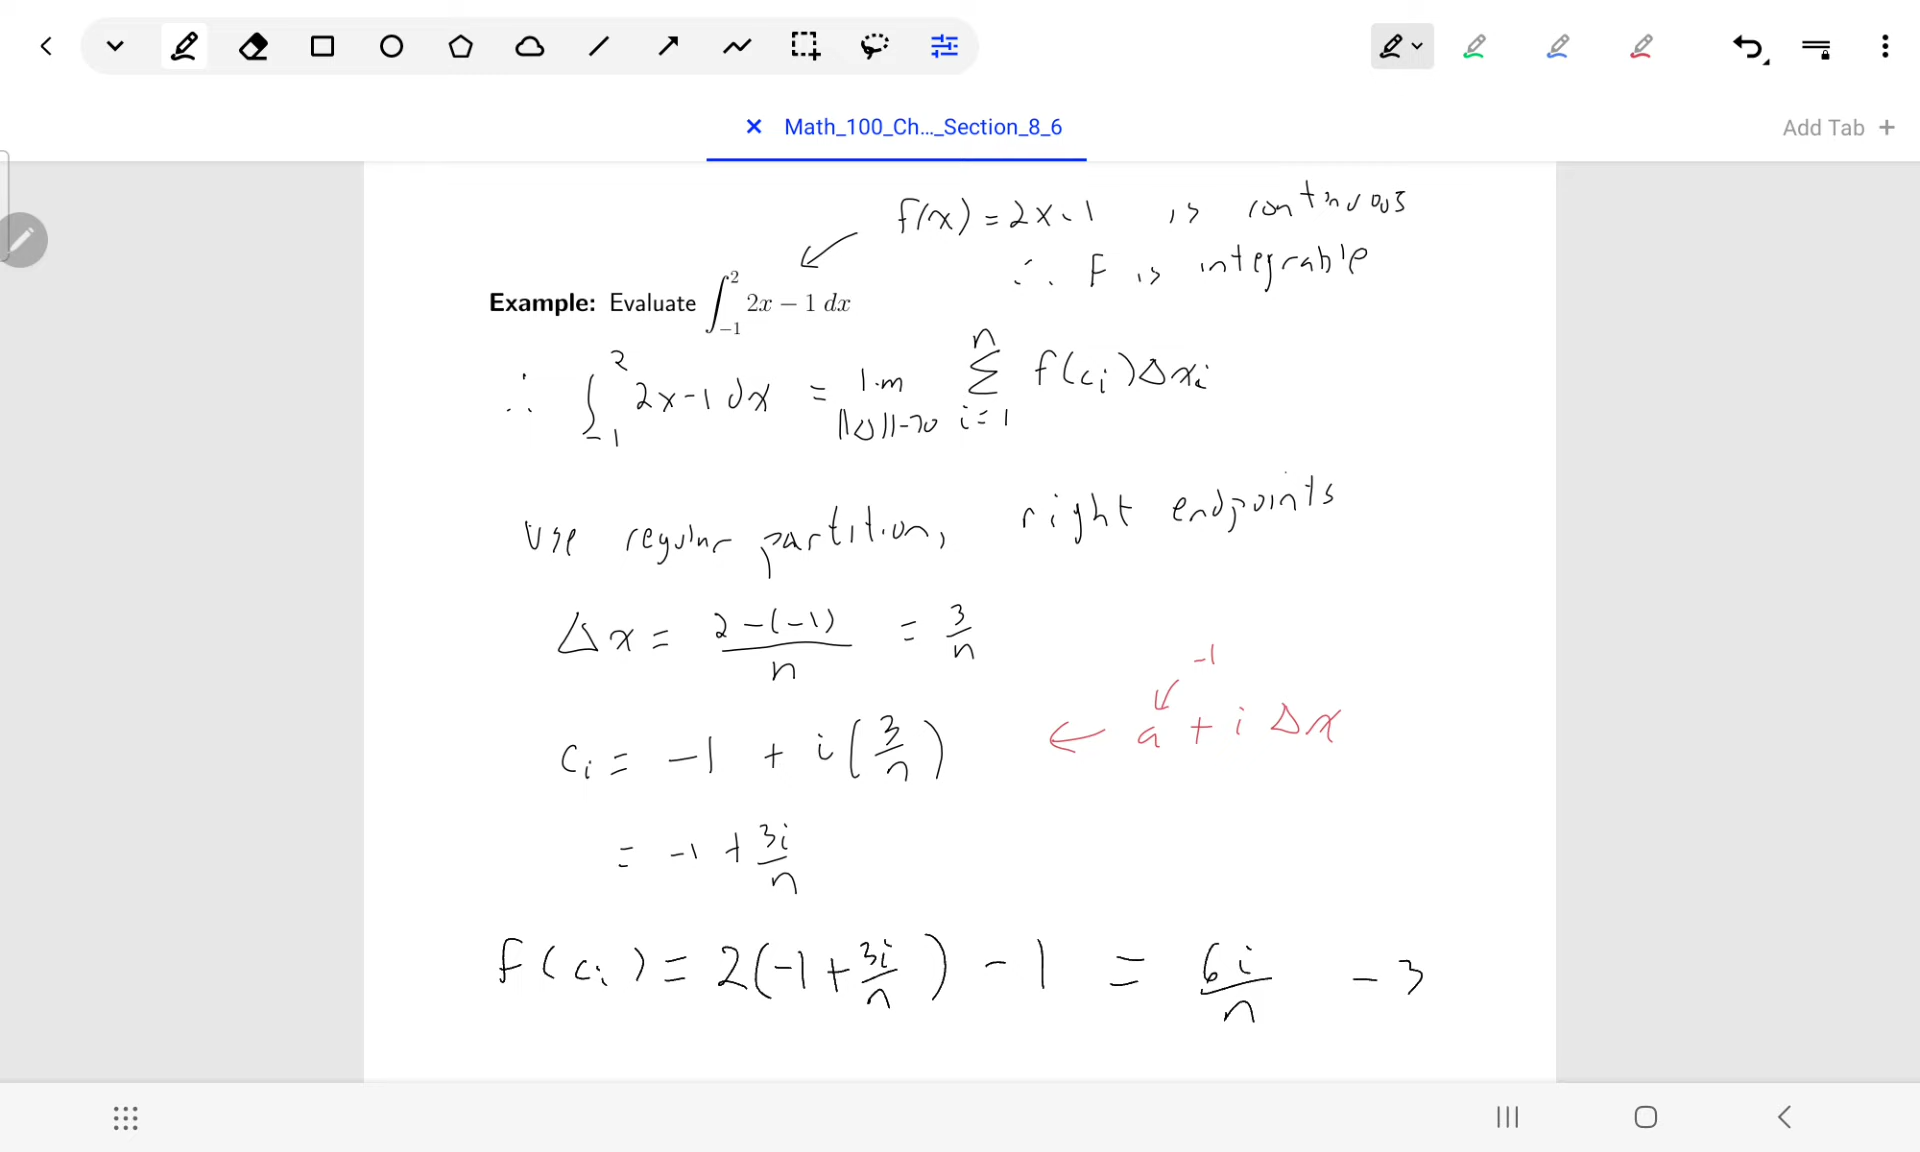 Math_100_Ch..._Section_8_6
Add Tab +
f(x) = 2x - 1 is continuous
∴ f is integrable
Example: Evaluate ∫_{-1}^{2} 2x − 1 dx
∴ ∫_{-1}^{2} 2x-1 dx = lim_{||Δ||→0} Σ_{i=1}^{n} f(c_i)Δx_i
Use regular partition, right endpoints
Δx = (2-(-1))/n = 3/n
-1
c_i = -1 + i(3/n) ← a + i Δx
= -1 + 3i/n
f(c_i) = 2(-1 + 3i/n) - 1 = 6i/n - 3